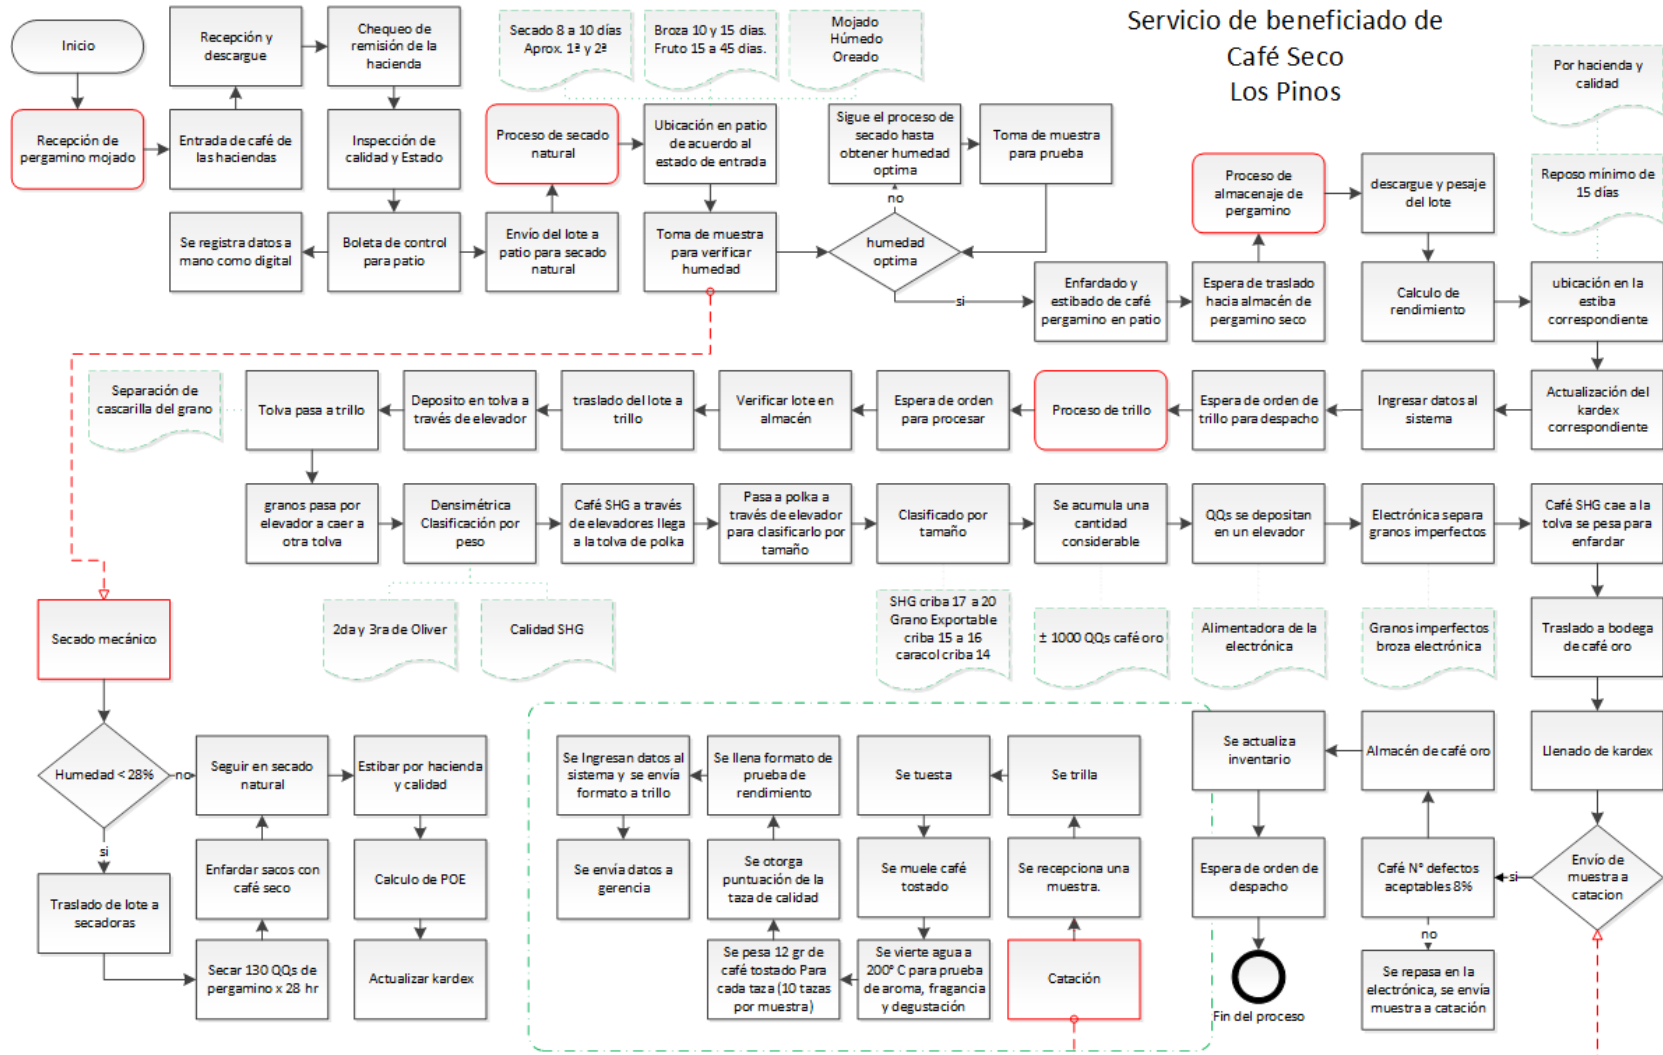 Servicio de beneficiado de
Café Seco
Los Pinos
Inicio
Recepción y
descargue
Chequeo de
remisión de la
hacienda
Secado 8 a 10 días
Aprox. 1ª y 2ª
Broza 10 y 15 dias.
Fruto 15 a 45 dias.
Mojado
Húmedo
Oreado
Por hacienda y
calidad
Recepción de
pergamino mojado
Entrada de café de
las haciendas
Inspección de
calidad y Estado
Proceso de secado
natural
Ubicación en patio
de acuerdo al
estado de entrada
Sigue el proceso de
secado hasta
obtener humedad
optima
Toma de muestra
para prueba
Proceso de
almacenaje de
pergamino
descargue y pesaje
del lote
Reposo mínimo de
15 días
no
Se registra datos a
mano como digital
Boleta de control
para patio
Envío del lote a
patio para secado
natural
Toma de muestra
para verificar
humedad
humedad
optima
si
Enfardado y
estibado de café
pergamino en patio
Espera de traslado
hacia almacén de
pergamino seco
Calculo de
rendimiento
ubicación en la
estiba
correspondiente
Separación de
cascarilla del grano
Tolva pasa a trillo
Deposito en tolva a
través de elevador
traslado del lote a
trillo
Verificar lote en
almacén
Espera de orden
para procesar
Proceso de trillo
Espera de orden de
trillo para despacho
Ingresar datos al
sistema
Actualización del
kardex
correspondiente
granos pasa por
elevador a caer a
otra tolva
Densimétrica
Clasificación por
peso
Café SHG a través
de elevadores llega
a la tolva de polka
Pasa a polka a
través de elevador
para clasificarlo por
tamaño
Clasificado por
tamaño
Se acumula una
cantidad
considerable
QQs se depositan
en un elevador
Electrónica separa
granos imperfectos
Café SHG cae a la
tolva se pesa para
enfardar
2da y 3ra de Oliver
Calidad SHG
SHG criba 17 a 20
Grano Exportable
criba 15 a 16
caracol criba 14
± 1000 QQs café oro
Alimentadora de la
electrónica
Granos imperfectos
broza electrónica
Traslado a bodega
de café oro
Secado mecánico
Humedad < 28%
no
Seguir en secado
natural
Estibar por hacienda
y calidad
Se Ingresan datos al
sistema y se envía
formato a trillo
Se llena formato de
prueba de
rendimiento
Se tuesta
Se trilla
Se actualiza
inventario
Almacén de café oro
Llenado de kardex
si
Traslado de lote a
secadoras
Enfardar sacos con
café seco
Calculo de POE
Se envía datos a
gerencia
Se otorga
puntuación de la
taza de calidad
Se muele café
tostado
Se recepciona una
muestra.
Espera de orden de
despacho
Café N° defectos
aceptables 8%
si
Envío de
muestra a
catacion
no
Secar 130 QQs de
pergamino x 28 hr
Actualizar kardex
Se pesa 12 gr de
café tostado Para
cada taza (10 tazas
por muestra)
Se vierte agua a
200° C para prueba
de aroma, fragancia
y degustación
Catación
Fin del proceso
Se repasa en la
electrónica, se envía
muestra a catación